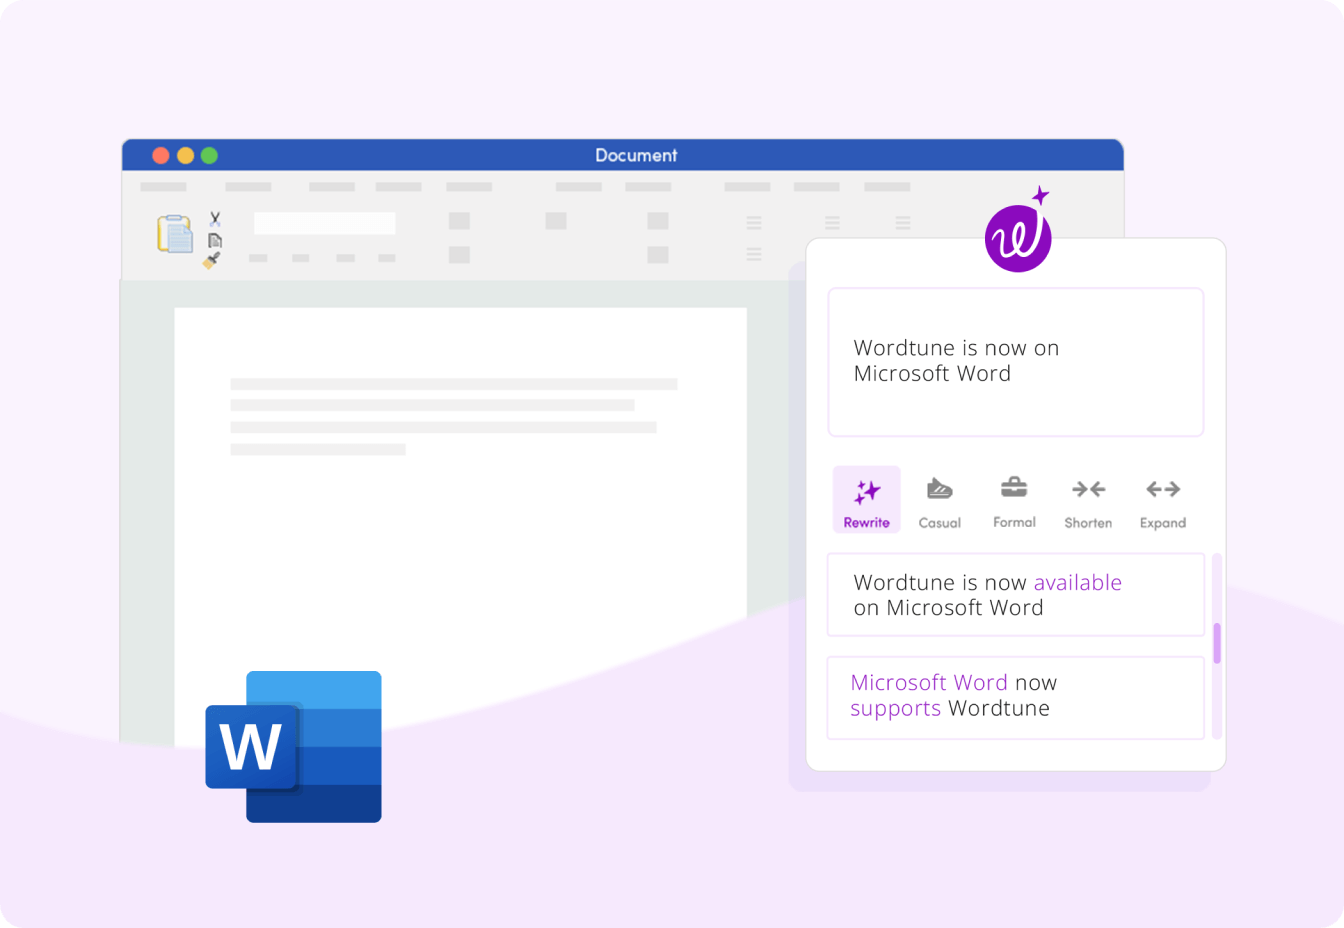 Document
Wordtune is now on
Microsoft Word
Rewrite
Casual
Formal
Shorten
Expand
Wordtune is now available
on Microsoft Word
Microsoft Word now
supports Wordtune
W
w